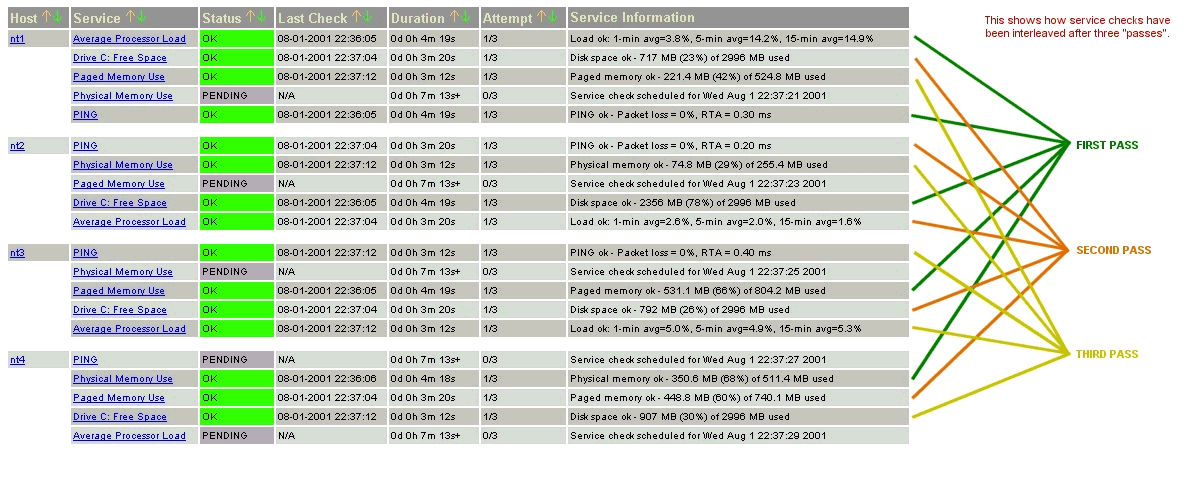 Host Service Status Last Check Duration Attempt Service Information
This shows how service checks have
been interleaved after three "passes".
nt1 Average Processor Load OK 08-01-2001 22:36:05 0d 0h 4m 19s 1/3 Load ok: 1-min avg=3.8%, 5-min avg=14.2%, 15-min avg=14.9%
Drive C: Free Space OK 08-01-2001 22:37:04 0d 0h 3m 20s 1/3 Disk space ok - 717 MB (23%) of 2996 MB used
Paged Memory Use OK 08-01-2001 22:37:12 0d 0h 3m 12s 1/3 Paged memory ok - 221.4 MB (42%) of 524.8 MB used
Physical Memory Use PENDING N/A 0d 0h 7m 13s+ 0/3 Service check scheduled for Wed Aug 1 22:37:21 2001
PING OK 08-01-2001 22:36:05 0d 0h 4m 19s 1/3 PING ok - Packet loss = 0%, RTA = 0.30 ms
nt2 PING OK 08-01-2001 22:37:04 0d 0h 3m 20s 1/3 PING ok - Packet loss = 0%, RTA = 0.20 ms
FIRST PASS
Physical Memory Use OK 08-01-2001 22:37:12 0d 0h 3m 12s 1/3 Physical memory ok - 74.8 MB (29%) of 255.4 MB used
Paged Memory Use PENDING N/A 0d 0h 7m 13s+ 0/3 Service check scheduled for Wed Aug 1 22:37:23 2001
Drive C: Free Space OK 08-01-2001 22:36:05 0d 0h 4m 19s 1/3 Disk space ok - 2356 MB (78%) of 2996 MB used
Average Processor Load OK 08-01-2001 22:37:04 0d 0h 3m 20s 1/3 Load ok: 1-min avg=2.6%, 5-min avg=2.0%, 15-min avg=1.6%
nt3 PING OK 08-01-2001 22:37:12 0d 0h 3m 12s 1/3 PING ok - Packet loss = 0%, RTA = 0.40 ms
SECOND PASS
Physical Memory Use PENDING N/A 0d 0h 7m 13s+ 0/3 Service check scheduled for Wed Aug 1 22:37:25 2001
Paged Memory Use OK 08-01-2001 22:36:05 0d 0h 4m 19s 1/3 Paged memory ok - 531.1 MB (66%) of 804.2 MB used
Drive C: Free Space OK 08-01-2001 22:37:04 0d 0h 3m 20s 1/3 Disk space ok - 792 MB (26%) of 2996 MB used
Average Processor Load OK 08-01-2001 22:37:12 0d 0h 3m 12s 1/3 Load ok: 1-min avg=5.0%, 5-min avg=4.9%, 15-min avg=5.3%
THIRD PASS
nt4 PING PENDING N/A 0d 0h 7m 13s+ 0/3 Service check scheduled for Wed Aug 1 22:37:27 2001
Physical Memory Use OK 08-01-2001 22:36:06 0d 0h 4m 18s 1/3 Physical memory ok - 350.6 MB (68%) of 511.4 MB used
Paged Memory Use OK 08-01-2001 22:37:04 0d 0h 3m 20s 1/3 Paged memory ok - 448.8 MB (60%) of 740.1 MB used
Drive C: Free Space OK 08-01-2001 22:37:12 0d 0h 3m 12s 1/3 Disk space ok - 907 MB (30%) of 2996 MB used
Average Processor Load PENDING N/A 0d 0h 7m 13s+ 0/3 Service check scheduled for Wed Aug 1 22:37:29 2001